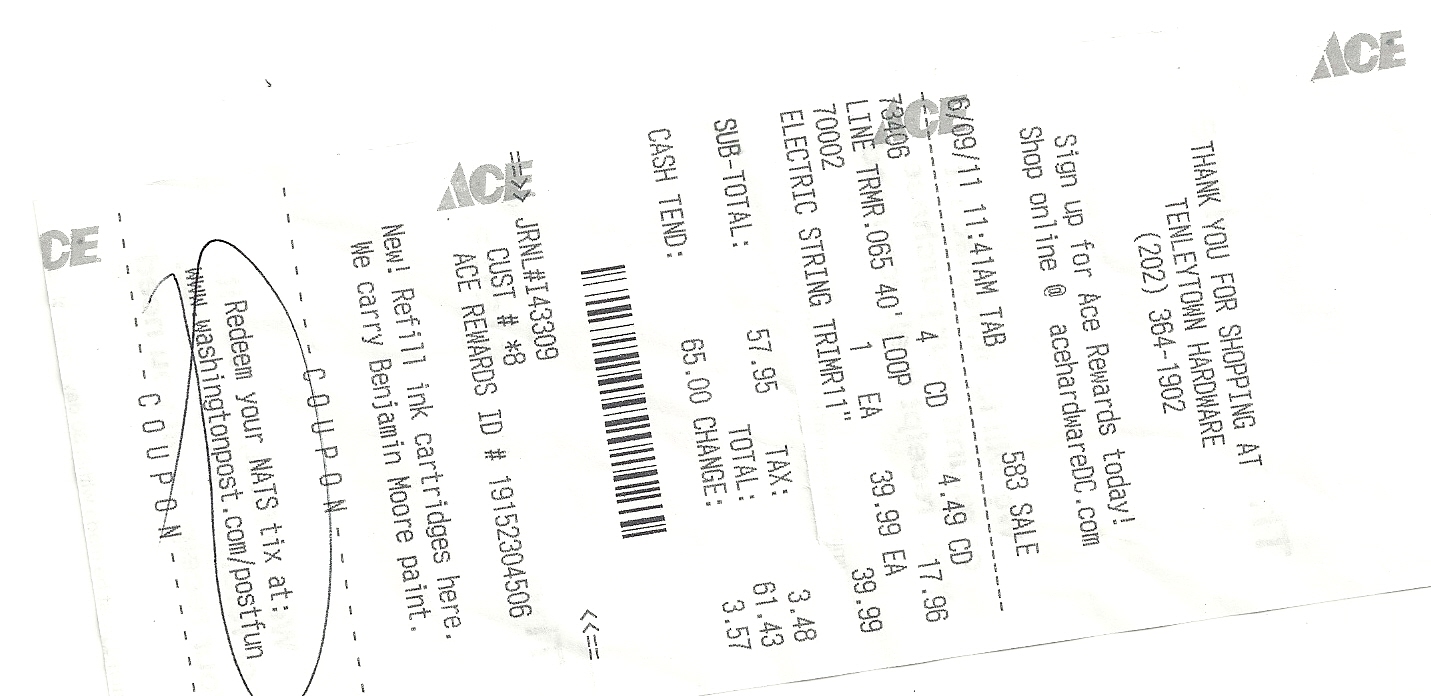 ACE
THANK YOU FOR SHOPPING AT
TENLEYTOWN HARDWARE
(202) 364-1902
Sign up for Ace Rewards today!
Shop online @ acehardwareDC.com
6/09/11 11:41AM TAB 583 SALE
ACE
73406 4 CD 4.49 CD 17.96
LINE TRMR.065 40' LOOP
70002 1 EA 39.99 EA 39.99
ELECTRIC STRING TRIMR11"
SUB-TOTAL: 57.95 TAX: 3.48
TOTAL: 61.43
CASH TEND: 65.00 CHANGE: 3.57
==>> JRNL#I43309 <<==
CUST # *8
ACE
ACE REWARDS ID # 19152304506
New! Refill ink cartridges here.
We carry Benjamin Moore paint.
- - - - - C O U P O N - - - - -
Redeem your NATS tix at:
www.washingtonpost.com/postfun
- - - - - C O U P O N - - - - -
CE